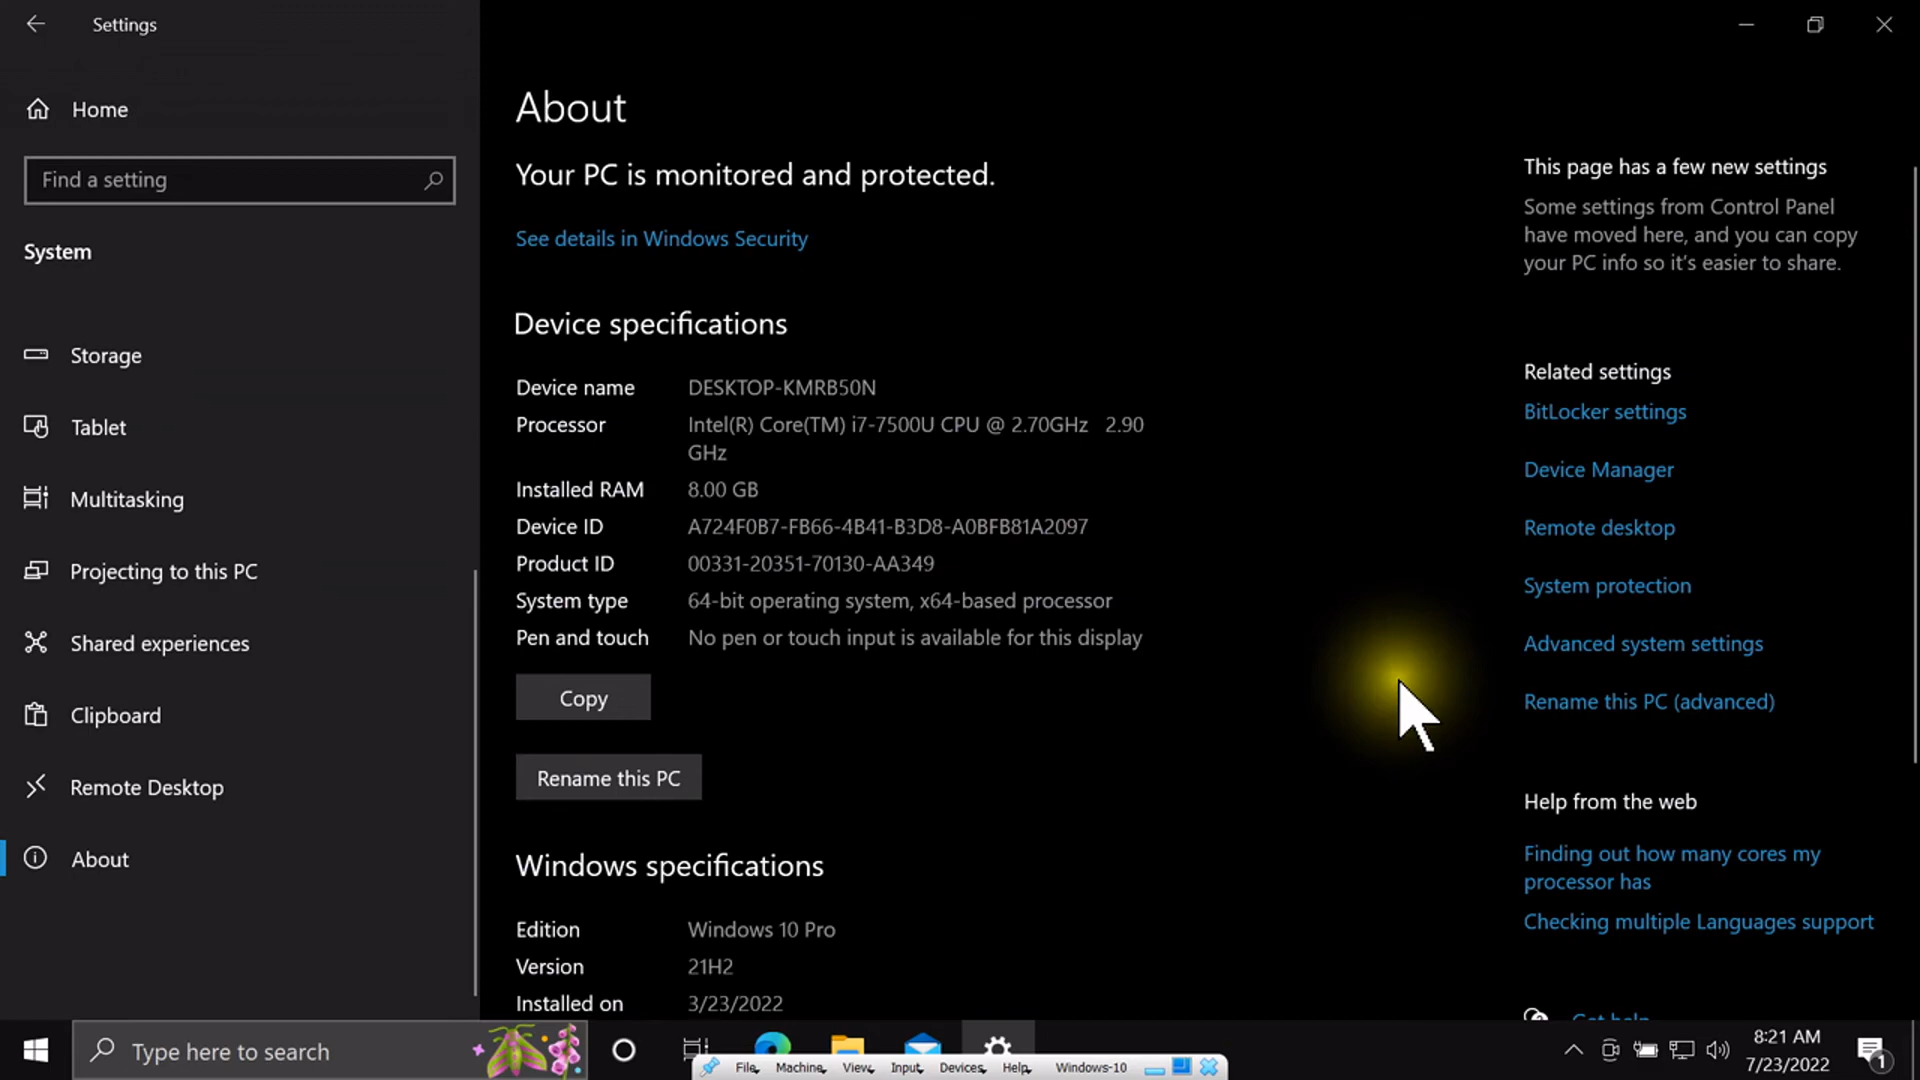 Settings
Home
Find a setting
System
Storage
Tablet
Multitasking
Projecting to this PC
Shared experiences
Clipboard
Remote Desktop
About
About
Your PC is monitored and protected.
See details in Windows Security
Device specifications
Device name DESKTOP-KMRB50N
Processor Intel(R) Core(TM) i7-7500U CPU @ 2.70GHz 2.90
GHz
Installed RAM 8.00 GB
Device ID A724F0B7-FB66-4B41-B3D8-A0BFB81A2097
Product ID 00331-20351-70130-AA349
System type 64-bit operating system, x64-based processor
Pen and touch No pen or touch input is available for this display
Copy
Rename this PC
Windows specifications
Edition Windows 10 Pro
Version 21H2
Installed on 3/23/2022
This page has a few new settings
Some settings from Control Panel
have moved here, and you can copy
your PC info so it's easier to share.
Related settings
BitLocker settings
Device Manager
Remote desktop
System protection
Advanced system settings
Rename this PC (advanced)
Help from the web
Finding out how many cores my
processor has
Checking multiple Languages support
Get help
Type here to search
File Machine View Input Devices Help Windows-10
8:21 AM
7/23/2022
1